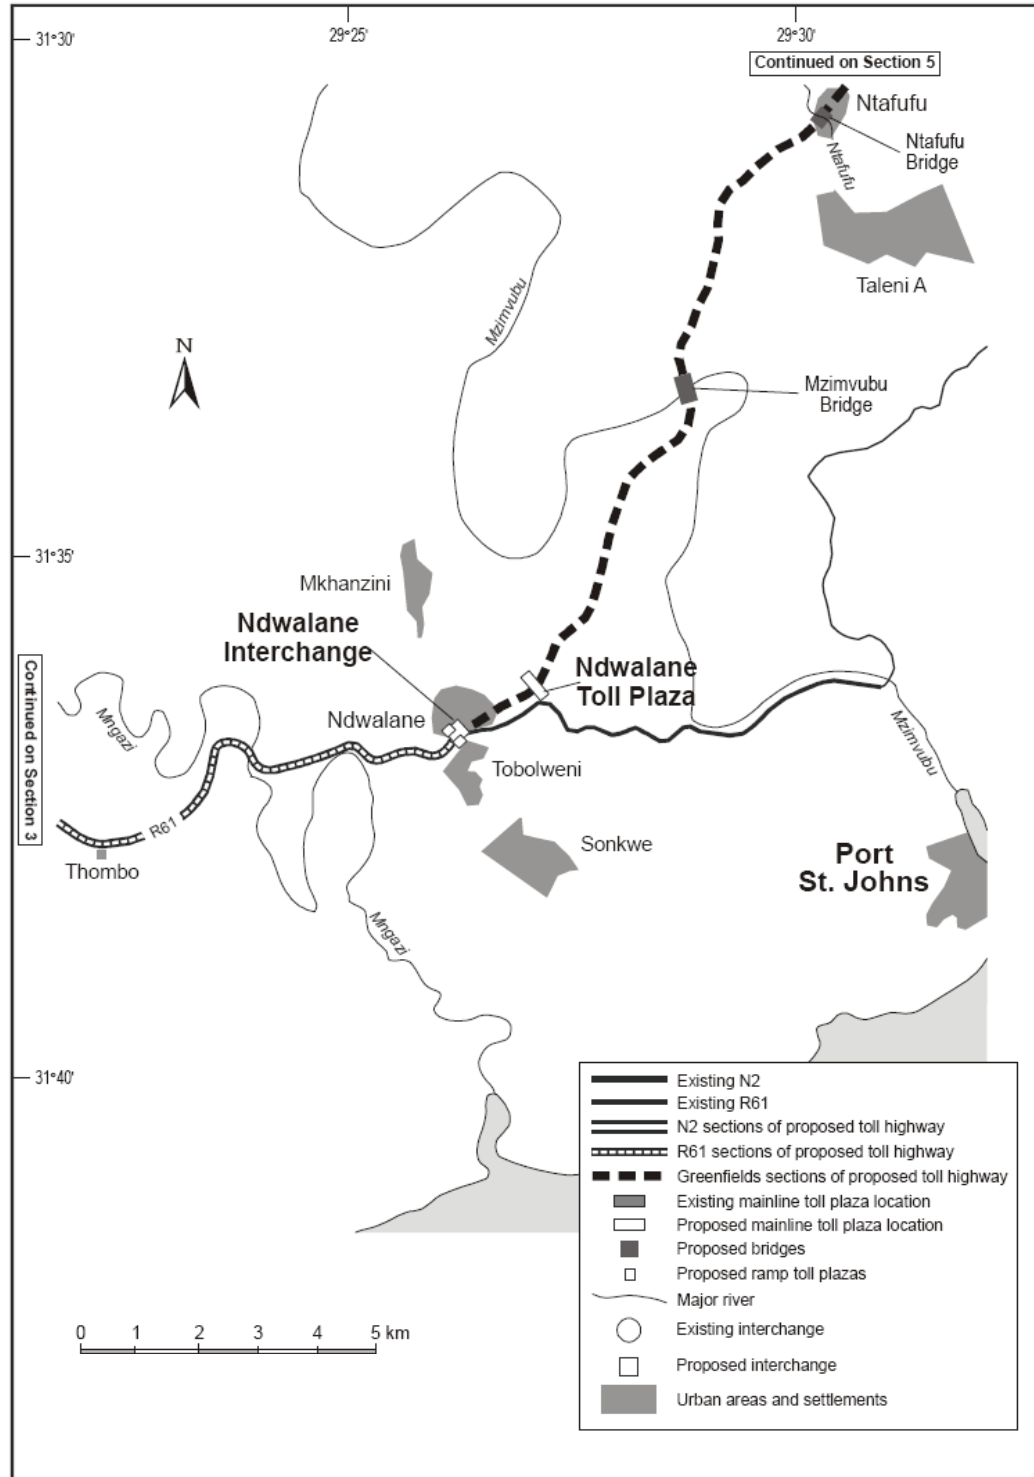 31°30'
29°25'
29°30'
Continued on Section 5
Ntafufu
Ntafufu
Bridge
Ntafufu
Taleni A
Mzimvubu
N
Mzimvubu
Bridge
31°35'
Mkhanzini
Ndwalane
Interchange
Ndwalane
Toll Plaza
Continued on Section 3
Mngazi
Ndwalane
Mzimvubu
Tobolweni
R61
Sonkwe
Thombo
Port
St. Johns
Mngazi
31°40'
Existing N2
Existing R61
N2 sections of proposed toll highway
R61 sections of proposed toll highway
Greenfields sections of proposed toll highway
Existing mainline toll plaza location
Proposed mainline toll plaza location
Proposed bridges
Proposed ramp toll plazas
Major river
Existing interchange
Proposed interchange
Urban areas and settlements
0 1 2 3 4 5 km